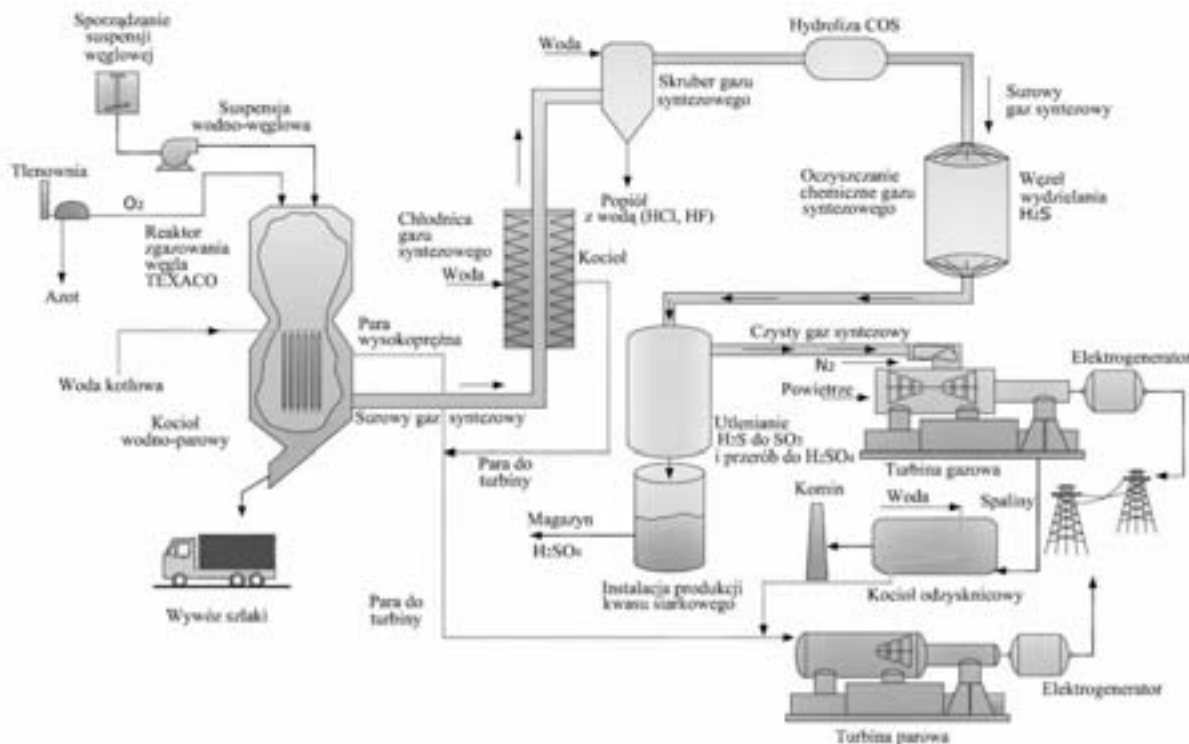 Sporządzanie
suspensji
węglowej
Suspensja
wodno-węglowa
Tlenownia
O2
Azot
Reaktor
zgazowania
węgla
TEXACO
Woda kotłowa
Kocioł
wodno-parowy
Wywóz szlaki
Para
wysokoprężna
Surowy gaz syntezowy
Chłodnica
gazu
syntezowego
Woda
Kocioł
Para do
turbiny
Para do
turbiny
Woda
Skruber gazu
syntezowego
Popiół
z wodą (HCl, HF)
Hydroliza COS
Surowy
gaz syntezowy
Oczyszczanie
chemiczne gazu
syntezowego
Węzeł
wydzielania
H2S
Czysty gaz syntezowy
N2
Powietrze
Elektrogenerator
Turbina gazowa
Utlenianie
H2S do SO3
i przerób do H2SO4
Magazyn
H2SO4
Instalacja produkcji
kwasu siarkowego
Komin
Woda
Spaliny
Kocioł odzysknicowy
Elektrogenerator
Turbina parowa